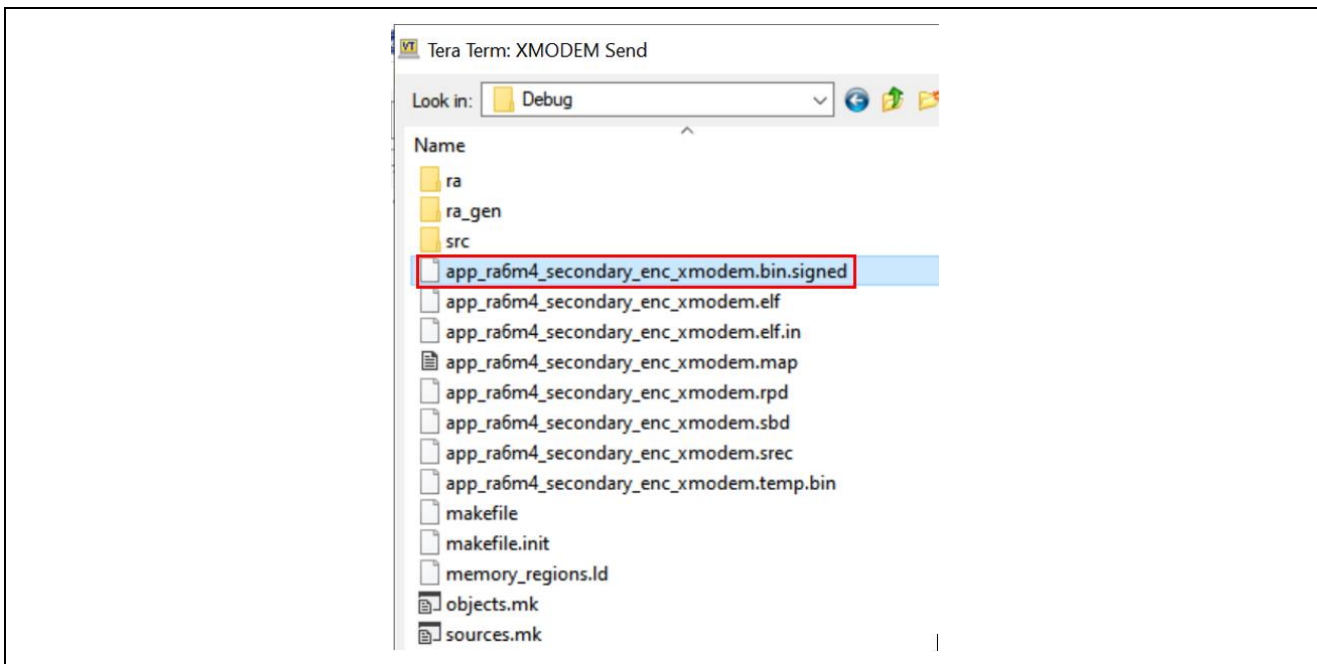 Tera Term: XMODEM Send
Look in: Debug
Name
ra
ra_gen
src
app_ra6m4_secondary_enc_xmodem.bin.signed
app_ra6m4_secondary_enc_xmodem.elf
app_ra6m4_secondary_enc_xmodem.elf.in
app_ra6m4_secondary_enc_xmodem.map
app_ra6m4_secondary_enc_xmodem.rpd
app_ra6m4_secondary_enc_xmodem.sbd
app_ra6m4_secondary_enc_xmodem.srec
app_ra6m4_secondary_enc_xmodem.temp.bin
makefile
makefile.init
memory_regions.ld
objects.mk
sources.mk